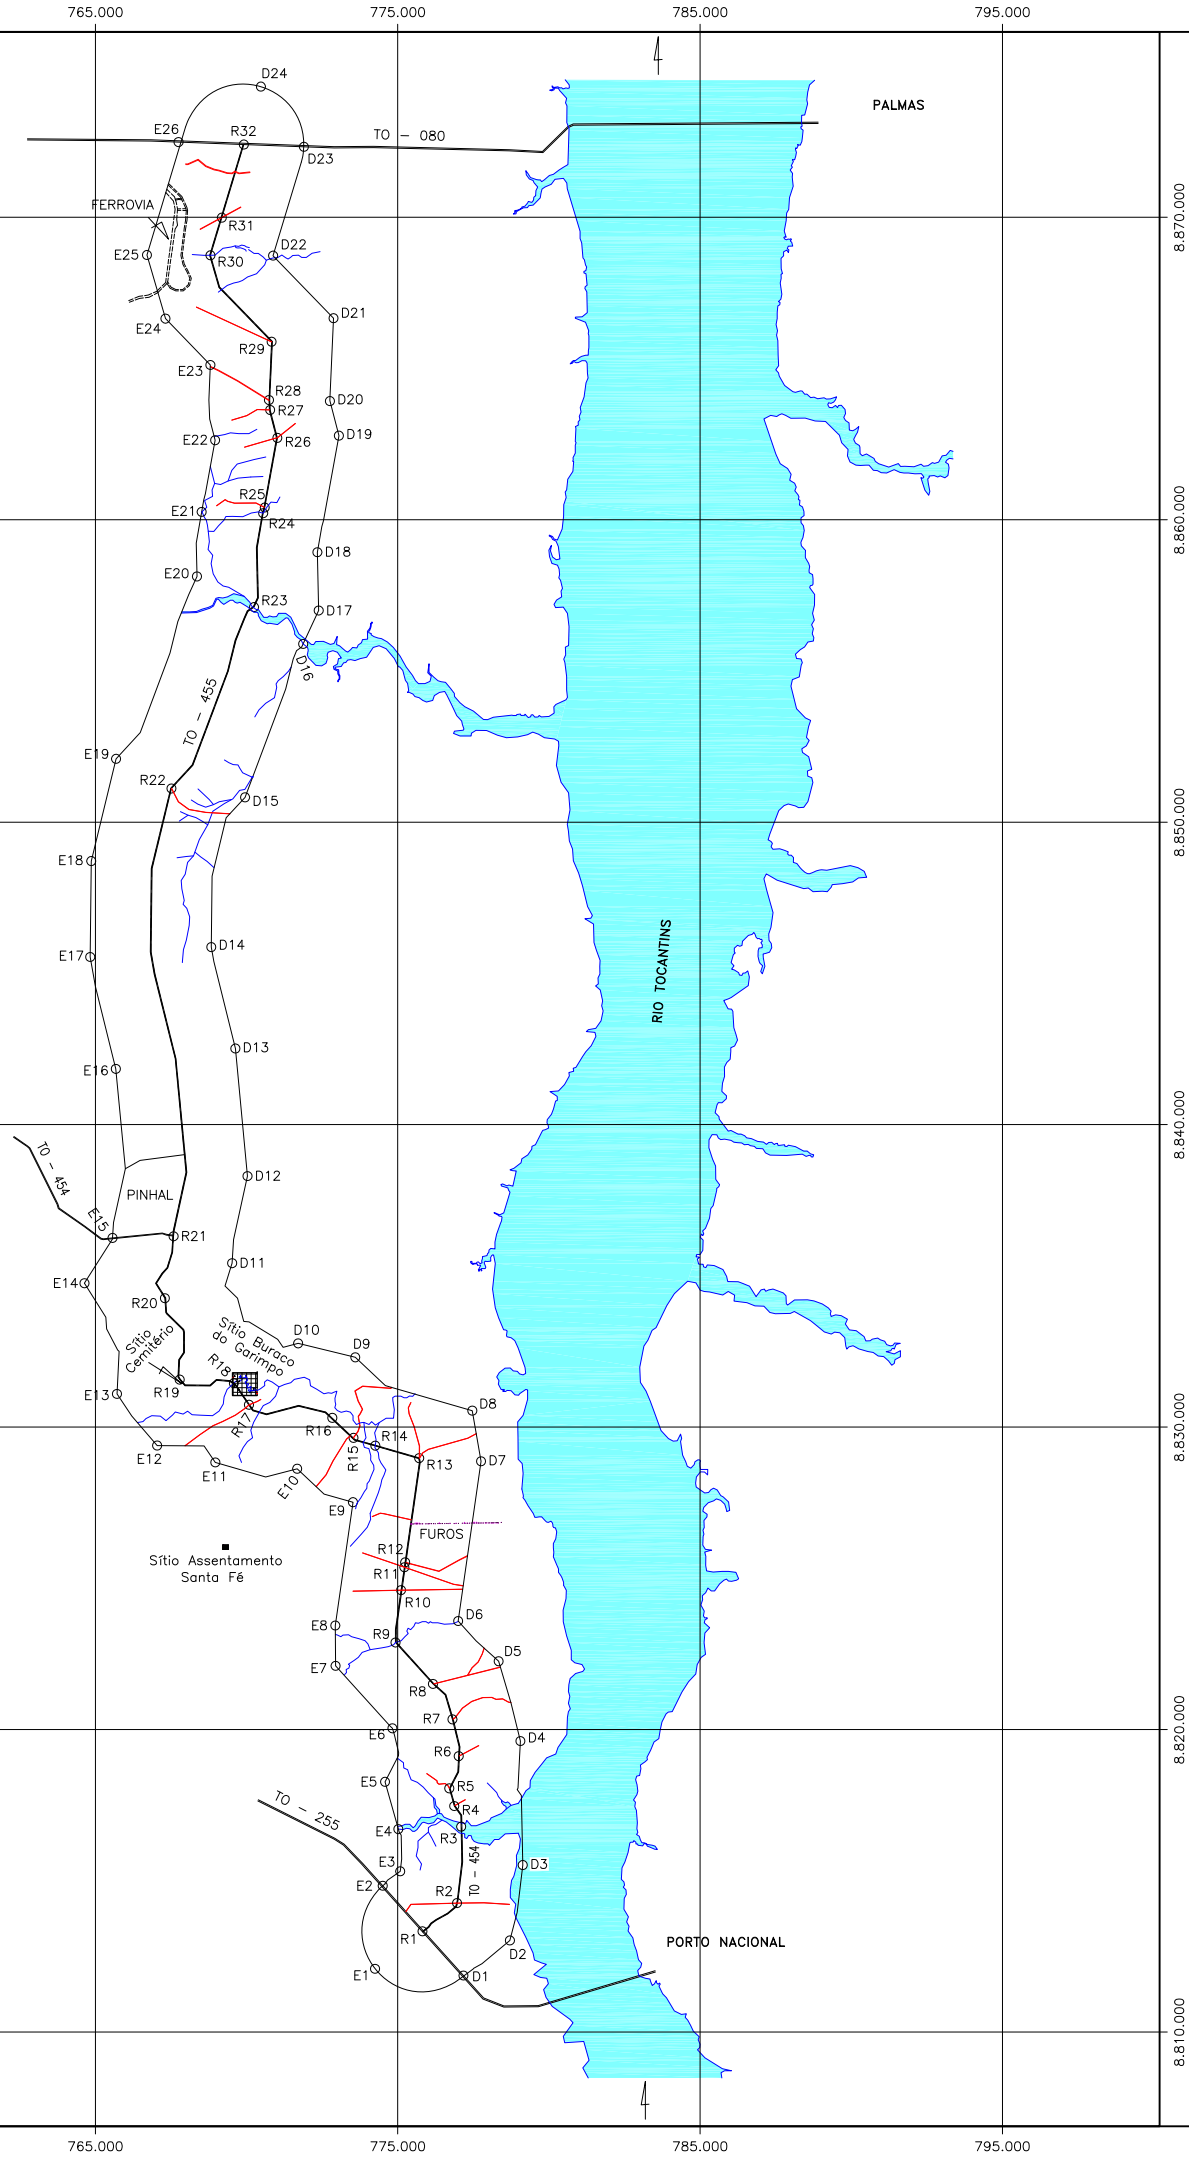 765.000 775.000 785.000 795.000
D24
PALMAS
E26 R32 TO - 080
D23
FERROVIA
8.870.000
R31
E25 R30 D22
E24 D21
R29
E23
R28 D20
R27
E22 R26 D19
R25
E21 R24
8.860.000
D18
E20
R23 D17
D16
TO - 455
E19
R22
D15
8.850.000
E18
RIO TOCANTINS
E17 D14
D13
E16
8.840.000
TO - 454
D12
PINHAL
E15
R21
D11
E14
R20
Sítio
Cemitério
Sítio Buraco
do Garimpo
D10
D9
R18
R19
E13
D8
R17
R16
8.830.000
R15
R14
E12
E11
E10
R13 D7
E9
FUROS
Sítio Assentamento
Santa Fé
R12
R11
R10
E8
D6
R9
E7
D5
R8
R7
E6
8.820.000
D4
R6
E5
R5
R4
TO - 255
E4
R3
D3
E3
TO - 454
E2
R2
R1
D2
PORTO NACIONAL
E1
D1
8.810.000
765.000 775.000 785.000 795.000